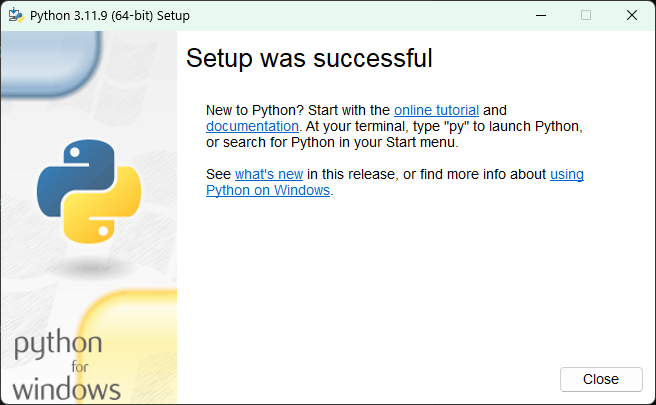 Python 3.11.9 (64-bit) Setup
Setup was successful
New to Python? Start with the online tutorial and
documentation. At your terminal, type "py" to launch Python,
or search for Python in your Start menu.
See what's new in this release, or find more info about using
Python on Windows.
python
for
windows
Close